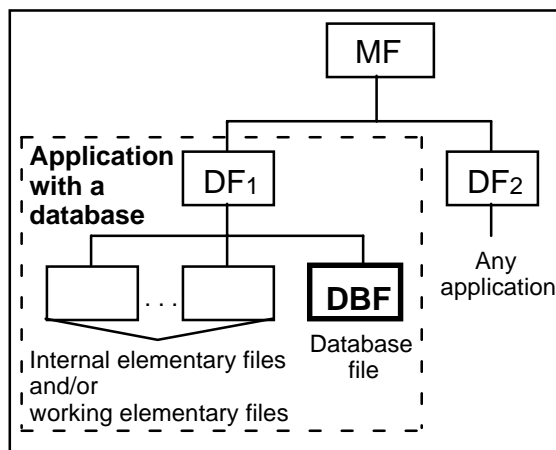 MF
Application
with a
database
DF1
DF2
Any
application
. . .
DBF
Internal elementary files
and/or
working elementary files
Database
file